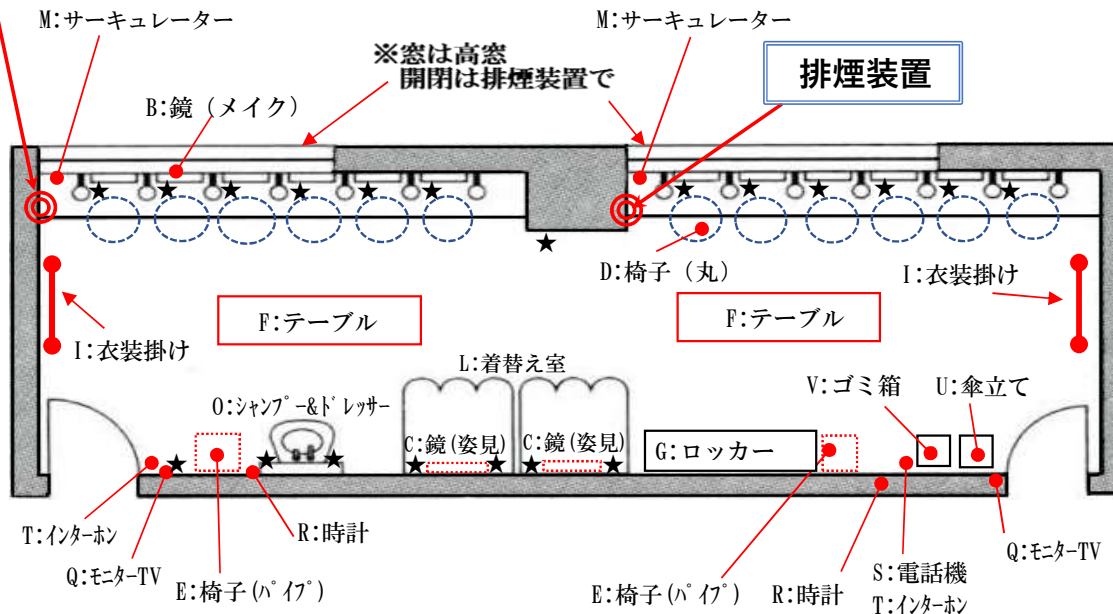 M:サーキュレーター
M:サーキュレーター
※窓は高窓
開閉は排煙装置で
排煙装置
B:鏡（メイク）
D:椅子（丸）
I:衣装掛け
F:テーブル
F:テーブル
I:衣装掛け
L:着替え室
V:ゴミ箱
U:傘立て
O:ｼｬﾝﾌﾟｰ&ﾄﾞﾚｯｻｰ
C:鏡(姿見)
C:鏡(姿見)
G:ロッカー
T:ｲﾝﾀｰﾎﾝ
R:時計
Q:ﾓﾆﾀｰTV
E:椅子(ﾊﾟｲﾌﾟ)
E:椅子(ﾊﾟｲﾌﾟ)
R:時計
S:電話機
T:ｲﾝﾀｰﾎﾝ
Q:ﾓﾆﾀｰTV